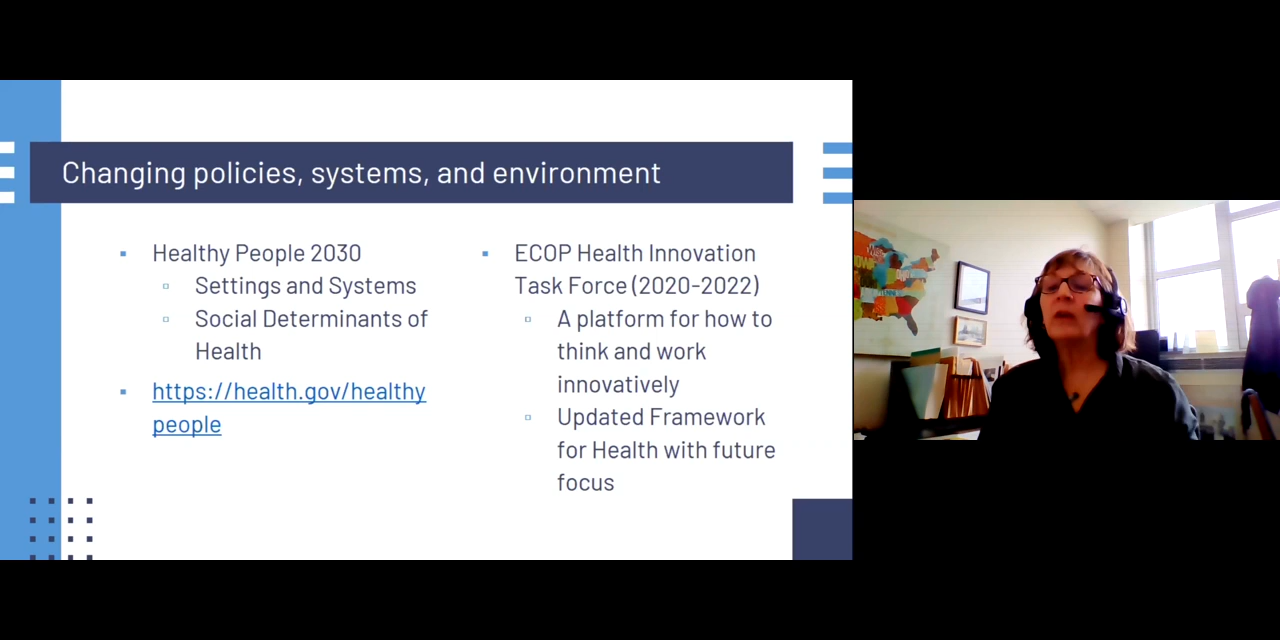 Changing policies, systems, and environment
Healthy People 2030
Settings and Systems
Social Determinants of
Health
https://health.gov/healthy
people
ECOP Health Innovation
Task Force (2020-2022)
A platform for how to
think and work
innovatively
Updated Framework
for Health with future
focus